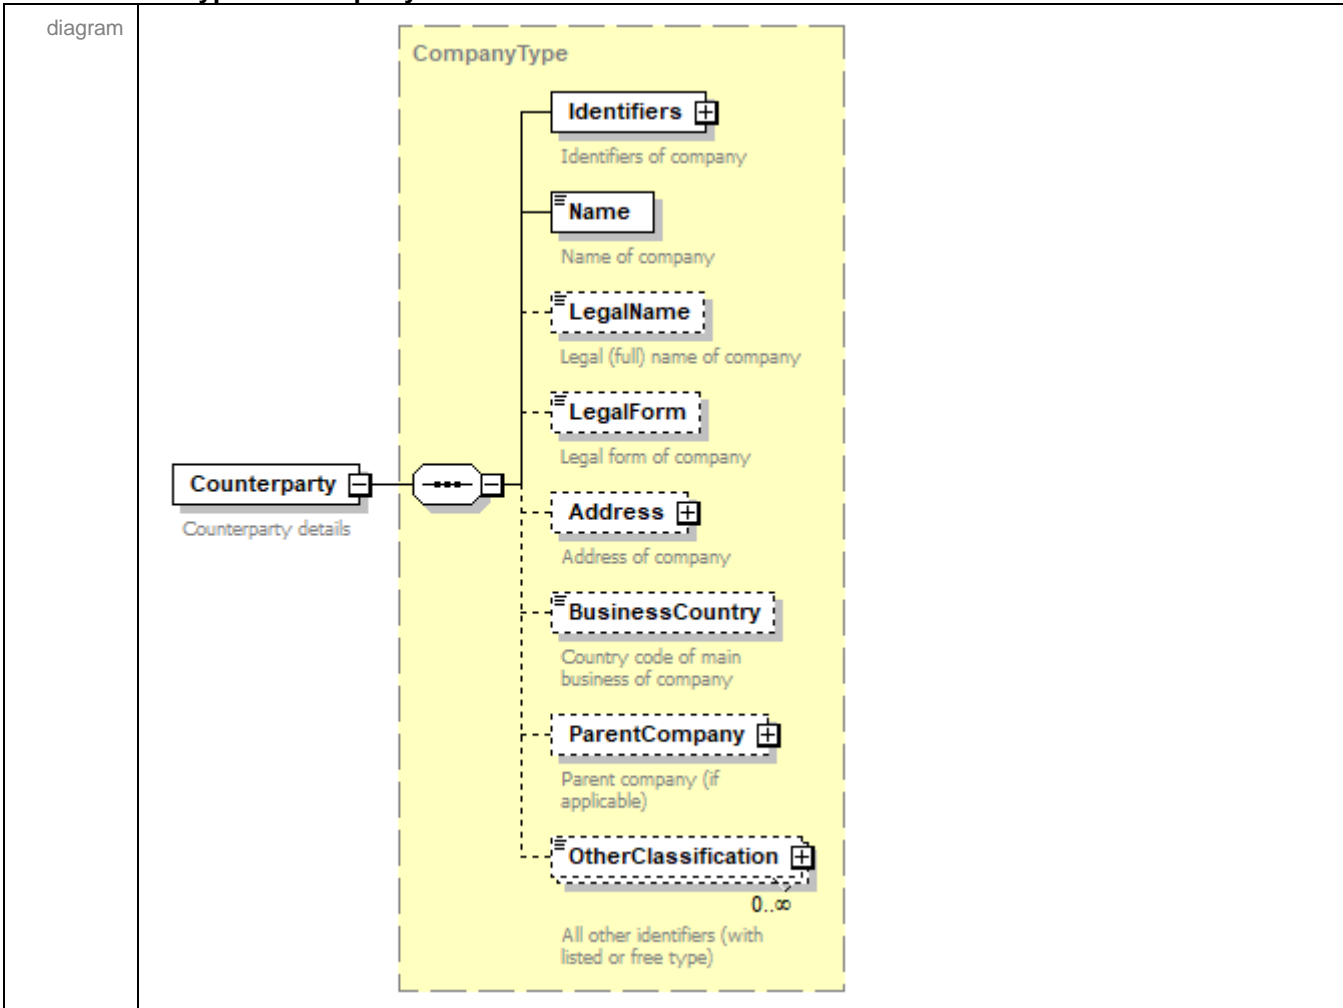 diagram
CompanyType
Identifiers
Identifiers of company
Name
Name of company
LegalName
Legal (full) name of company
LegalForm
Legal form of company
Counterparty
Counterparty details
Address
Address of company
BusinessCountry
Country code of main
business of company
ParentCompany
Parent company (if
applicable)
OtherClassification
0..∞
All other identifiers (with
listed or free type)